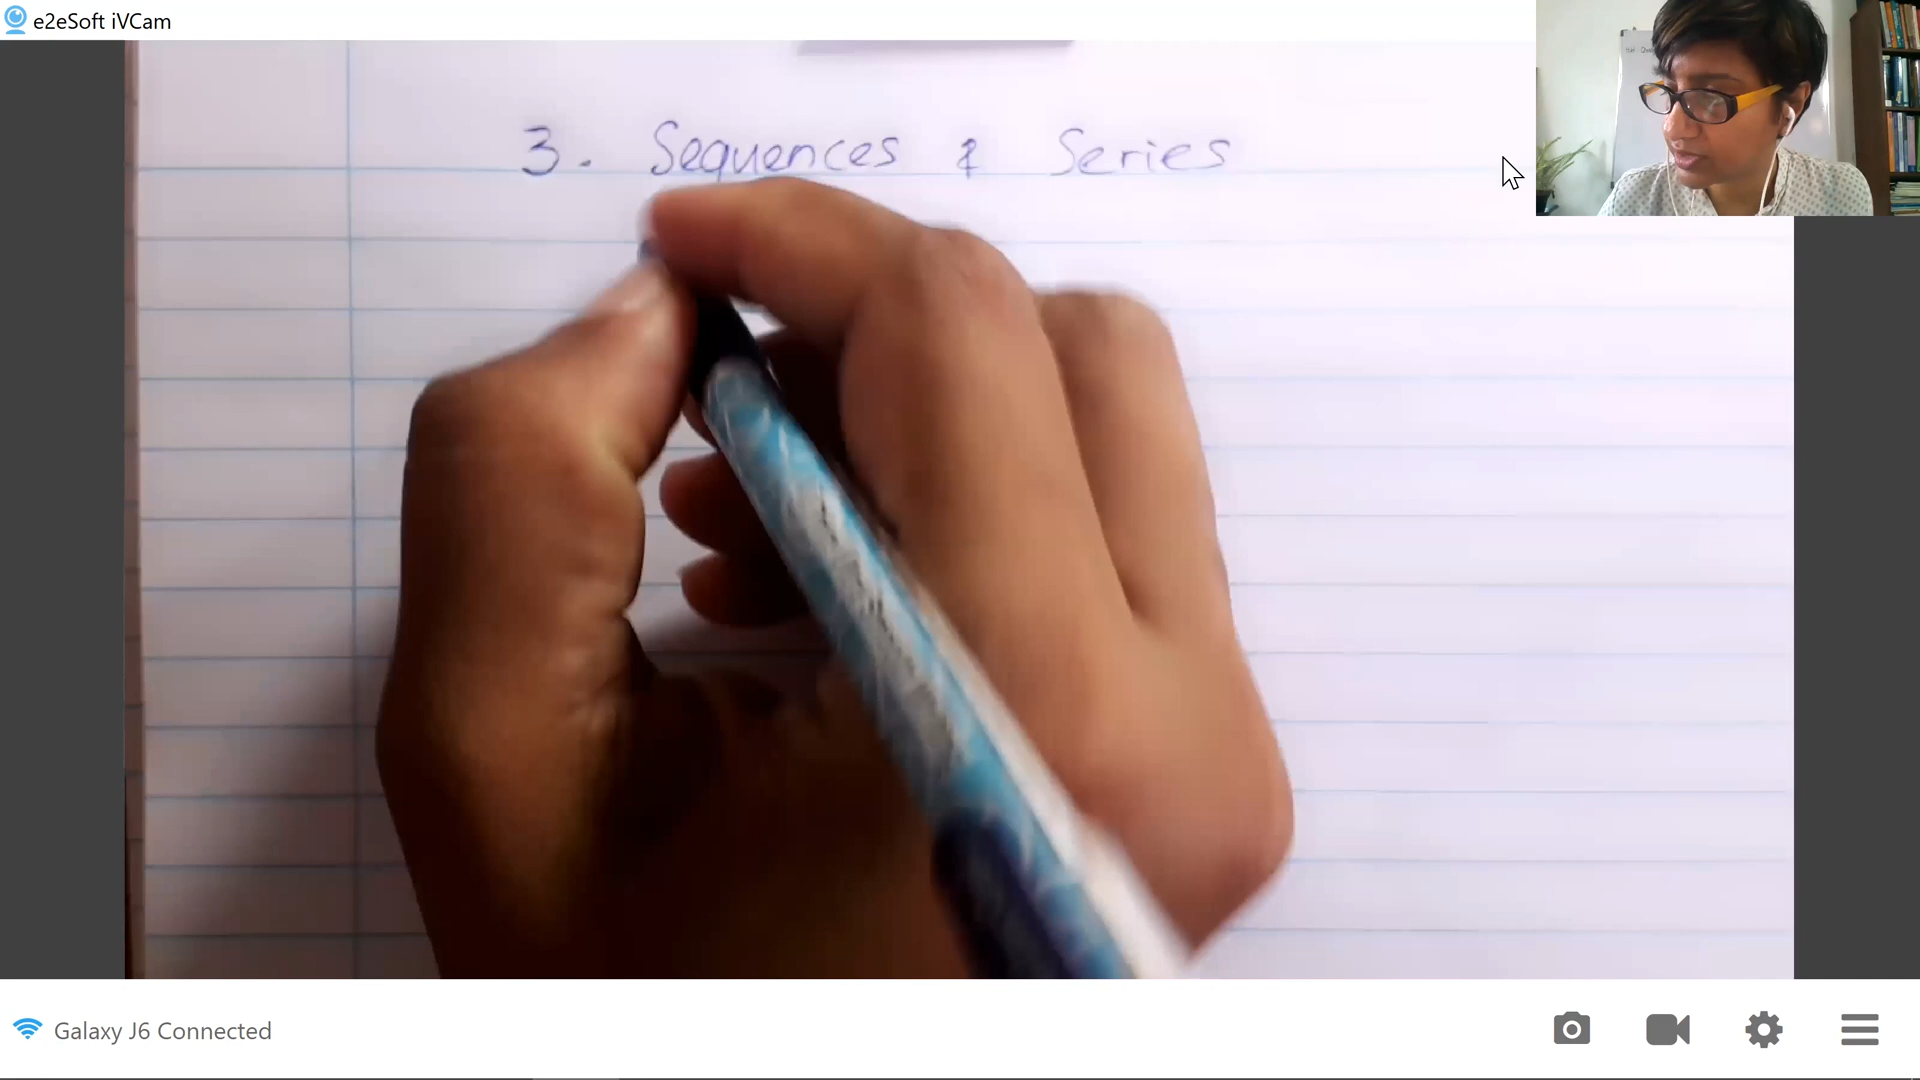 e2eSoft iVCam
3. Sequences & Series
Galaxy J6 Connected